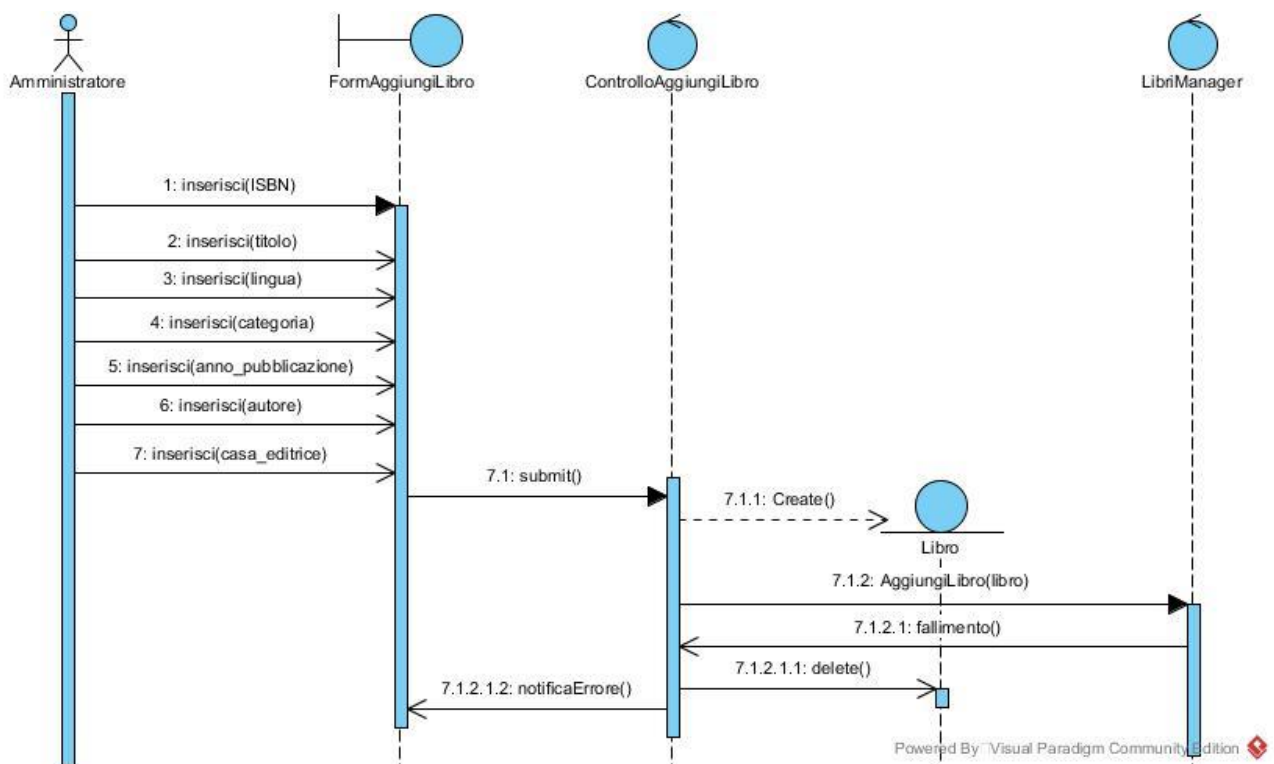 Amministratore
FormAggiungiLibro
ControlloAggiungiLibro
LibriManager
1: inserisci(ISBN)
2: inserisci(titolo)
3: inserisci(lingua)
4: inserisci(categoria)
5: inserisci(anno_pubblicazione)
6: inserisci(autore)
7: inserisci(casa_editrice)
7.1: submit()
7.1.1: Create()
Libro
7.1.2: AggiungiLibro(libro)
7.1.2.1: fallimento()
7.1.2.1.1: delete()
7.1.2.1.2: notificaErrore()
Powered By Visual Paradigm Community Edition